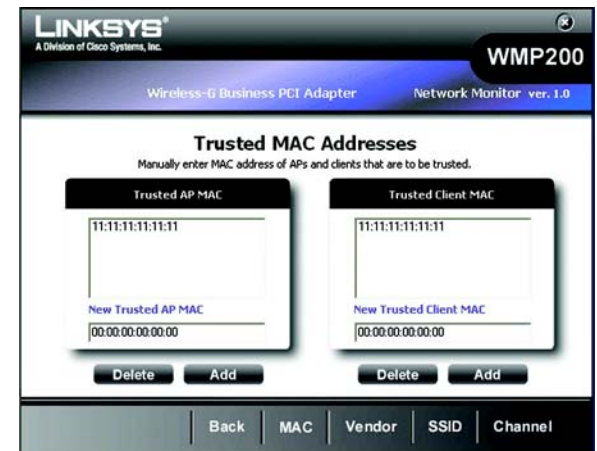 LINKSYS®
A Division of Cisco Systems, Inc.
WMP200
Wireless-G Business PCI Adapter
Network Monitor ver. 1.0
Trusted MAC Addresses
Manually enter MAC address of APs and clients that are to be trusted.
Trusted AP MAC
11:11:11:11:11:11
New Trusted AP MAC
00:00:00:00:00:00
Delete Add
Trusted Client MAC
11:11:11:11:11:11
New Trusted Client MAC
00:00:00:00:00:00
Delete Add
Back MAC Vendor SSID Channel